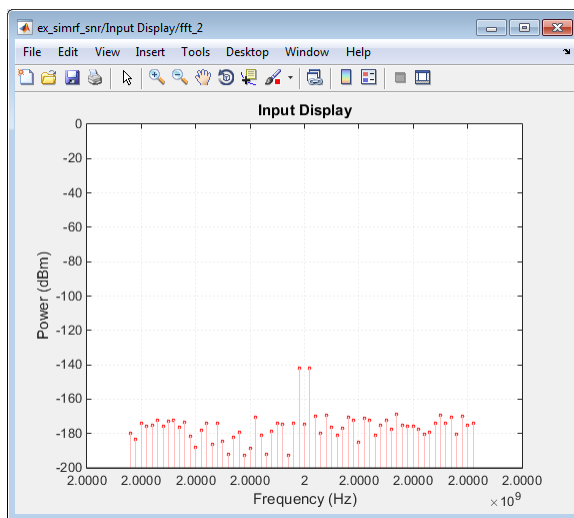 ex_simrf_snr/Input Display/fft_2
File Edit View Insert Tools Desktop Window Help
Input Display
0
-20
-40
-60
-80
-100
-120
-140
-160
-180
-200
Power (dBm)
2.0000 2.0000 2.0000 2.0000 2 2.0000 2.0000 2.0000 2.0000
Frequency (Hz)
×10⁹